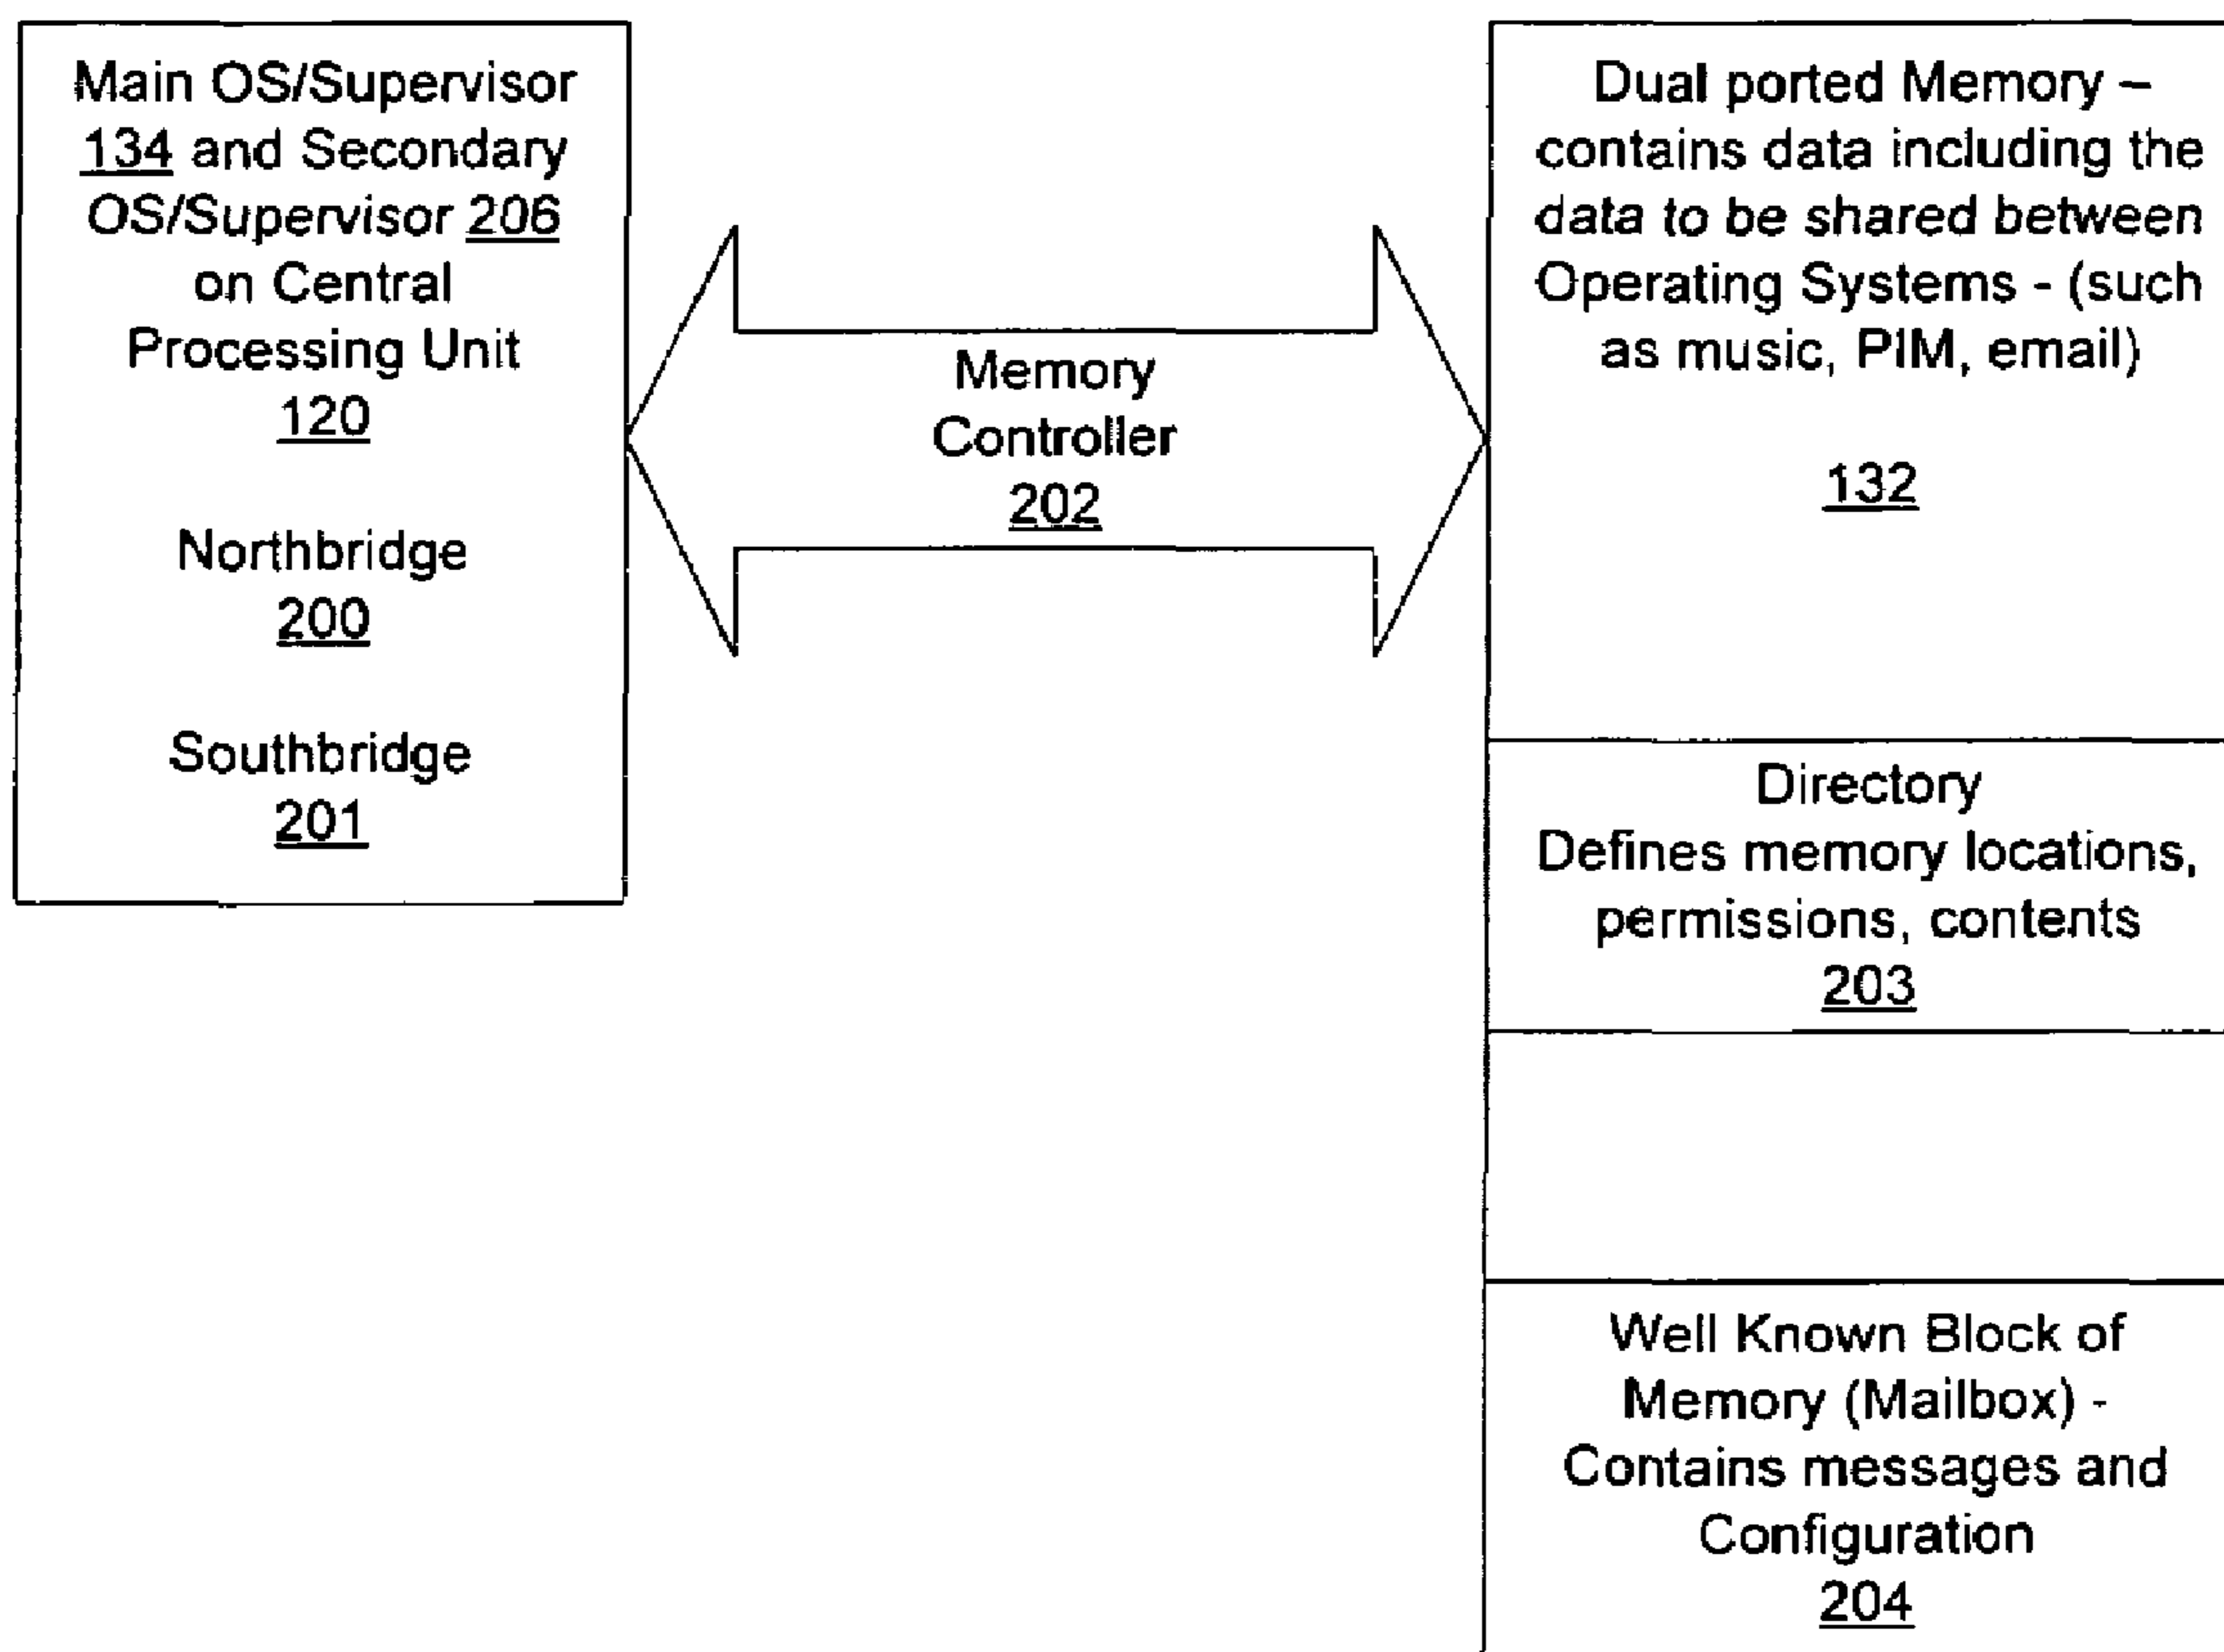 Main OS/Supervisor
134 and Secondary
OS/Supervisor 206
on Central
Processing Unit
120
Northbridge
200
Southbridge
201
Memory
Controller
202
Dual ported Memory –
contains data including the
data to be shared between
Operating Systems - (such
as music, PIM, email)
132
Directory
Defines memory locations,
permissions, contents
203
Well Known Block of
Memory (Mailbox) -
Contains messages and
Configuration
204